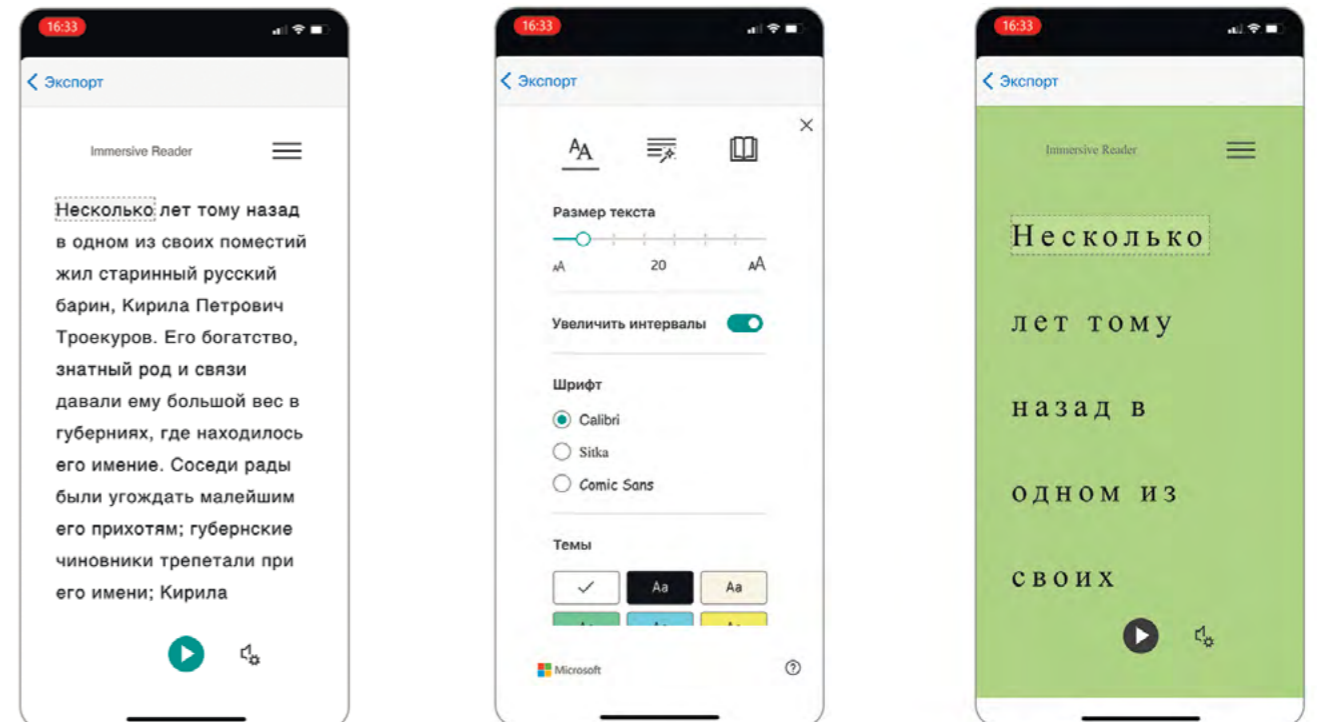 16:33
Экспорт
Immersive Reader
Несколько лет тому назад
в одном из своих поместий
жил старинный русский
барин, Кирила Петрович
Троекуров. Его богатство,
знатный род и связи
давали ему большой вес в
губерниях, где находилось
его имение. Соседи рады
были угождать малейшим
его прихотям; губернские
чиновники трепетали при
его имени; Кирила
16:33
Экспорт
AA
Размер текста
AA 20 AA
Увеличить интервалы
Шрифт
Calibri
Sitka
Comic Sans
Темы
Aa Aa
Microsoft
16:33
Экспорт
Immersive Reader
Несколько
лет тому
назад в
одном из
своих